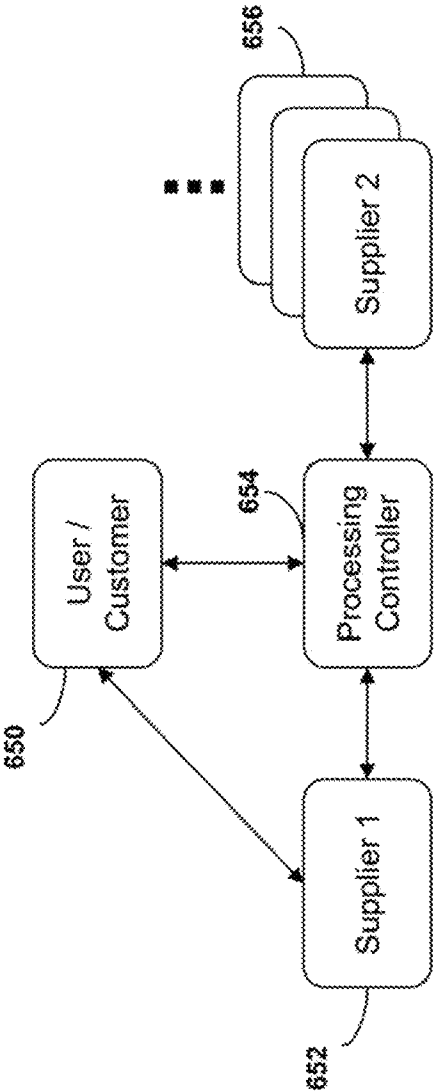 650
User /
Customer
654
656
652
Supplier 1
Processing
Controller
Supplier 2